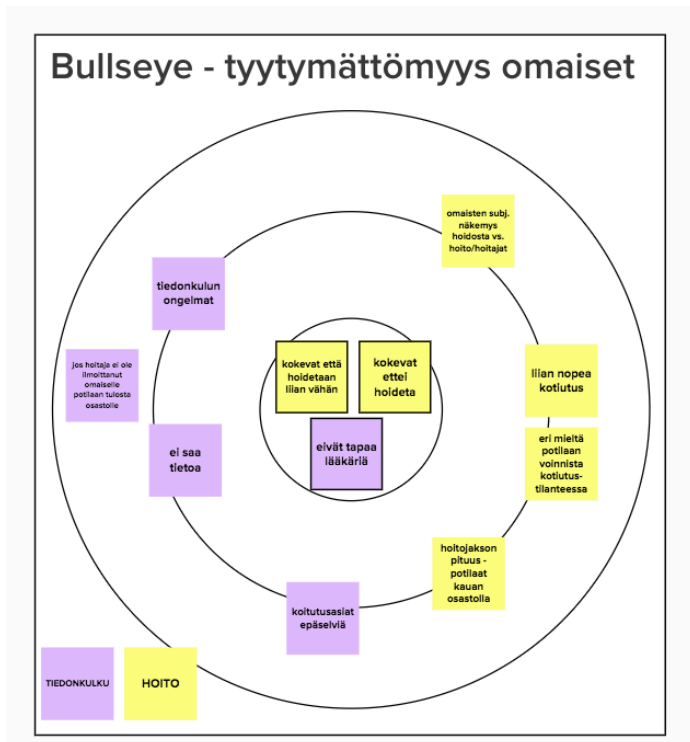 Bullseye - tyytymättömyys omaiset
omaisten subj.
näkemys
hoidosta vs.
hoito/hoitajat
tiedonkulun
ongelmat
jos hoitaja ei ole
ilmoittanut
omaiselle
potilaan tulosta
osastolle
kokevat että
hoidetaan
liian vähän
kokevat
ettei
hoideta
liian nopea
kotiutus
eivät tapaa
lääkäriä
ei saa
tietoa
eri mieltä
potilaan
voinnista
kotiutus-
tilanteessa
hoitojakson
pituus -
potilaat
kauan
osastolla
koitutusasiat
epäselviä
TIEDONKULKU
HOITO